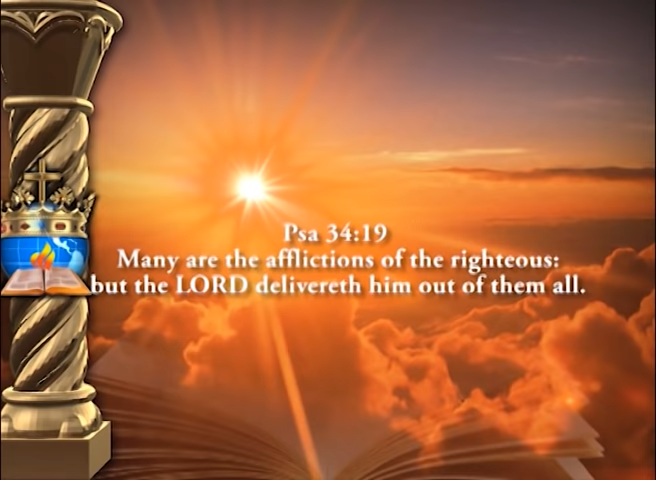 Psa 34:19
Many are the afflictions of the righteous:
but the LORD delivereth him out of them all.